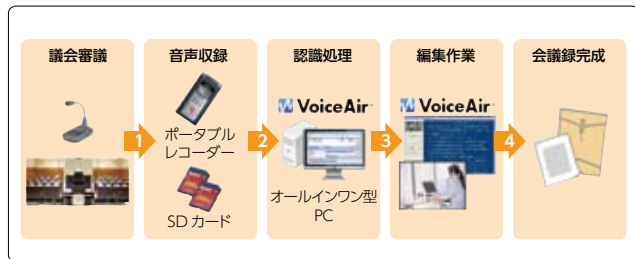 議会審議
音声収録
認識処理
編集作業
会議録完成
1
ポータブル
レコーダー
SDカード
2
VoiceAir
オールインワン型
PC
3
VoiceAir
4